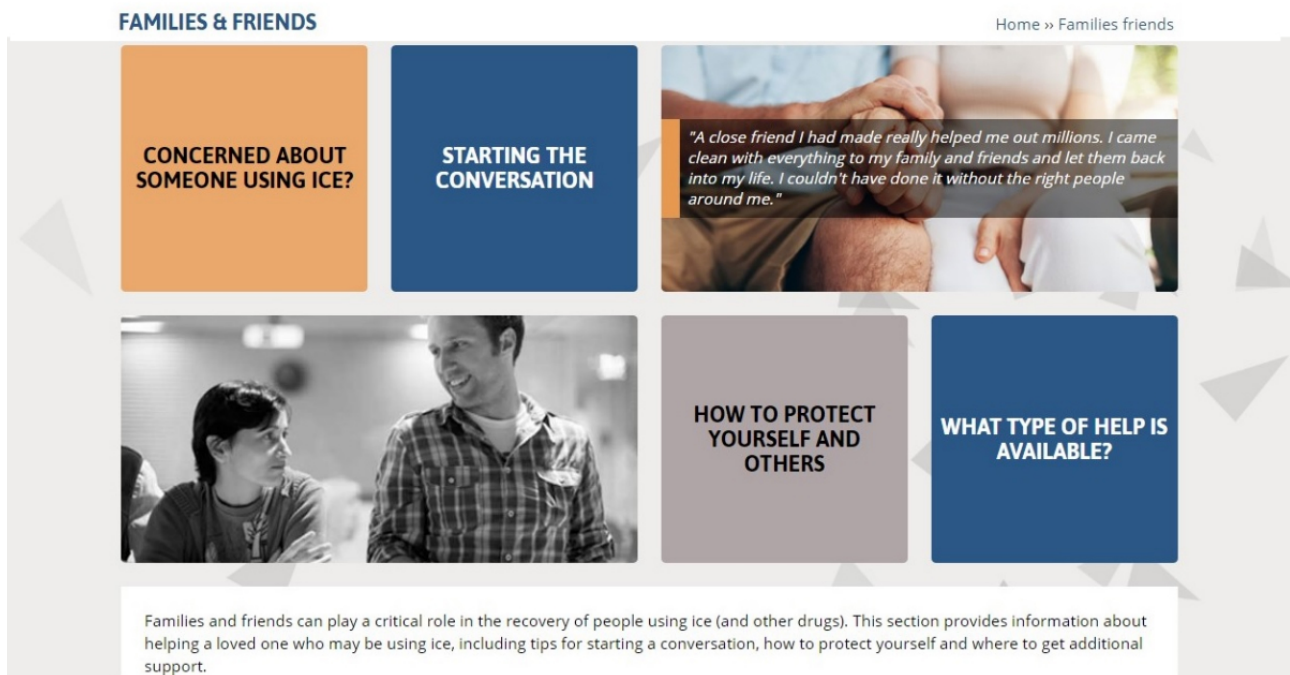 FAMILIES & FRIENDS
Home » Families friends
CONCERNED ABOUT
SOMEONE USING ICE?
STARTING THE
CONVERSATION
"A close friend I had made really helped me out millions. I came
clean with everything to my family and friends and let them back
into my life. I couldn't have done it without the right people
around me."
HOW TO PROTECT
YOURSELF AND
OTHERS
WHAT TYPE OF HELP IS
AVAILABLE?
Families and friends can play a critical role in the recovery of people using ice (and other drugs). This section provides information about
helping a loved one who may be using ice, including tips for starting a conversation, how to protect yourself and where to get additional
support.